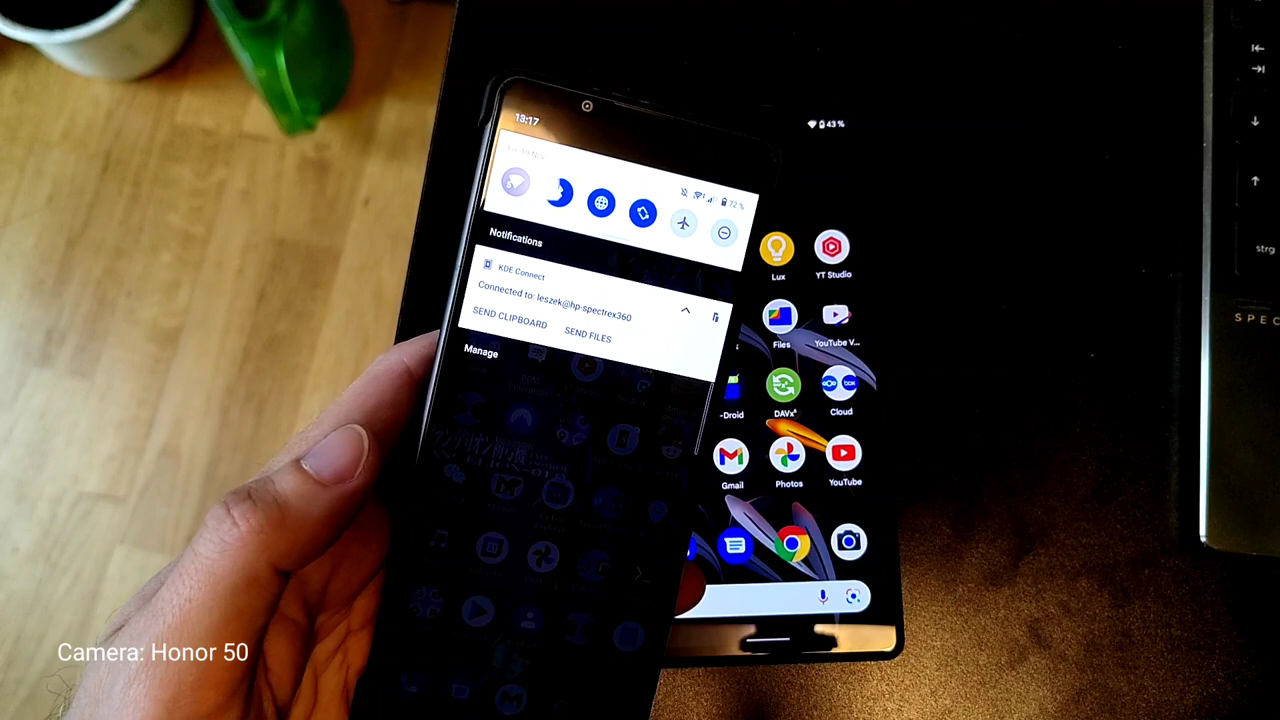 13:17
72 %
Notifications
KDE Connect
Connected to: leszek@hp-spectrex360
SEND CLIPBOARD
SEND FILES
Manage
43 %
Lux
YT Studio
Files
YouTube V...
-Droid
DAVx⁵
Cloud
Gmail
Photos
YouTube
strg
SPEC
Camera: Honor 50